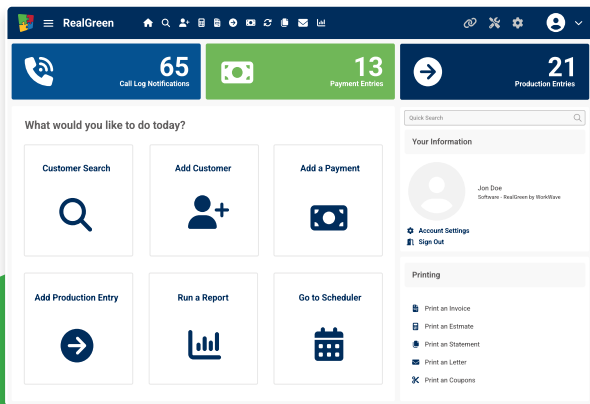 RealGreen
65
Call Log Notifications
13
Payment Entries
21
Production Entries
What would you like to do today?
Customer Search
Add Customer
Add a Payment
Add Production Entry
Run a Report
Go to Scheduler
Quick Search
Your Information
Jon Doe
Software - RealGreen by WorkWave
Account Settings
Sign Out
Printing
Print an Invoice
Print an Estmate
Print an Statement
Print an Letter
Print an Coupons